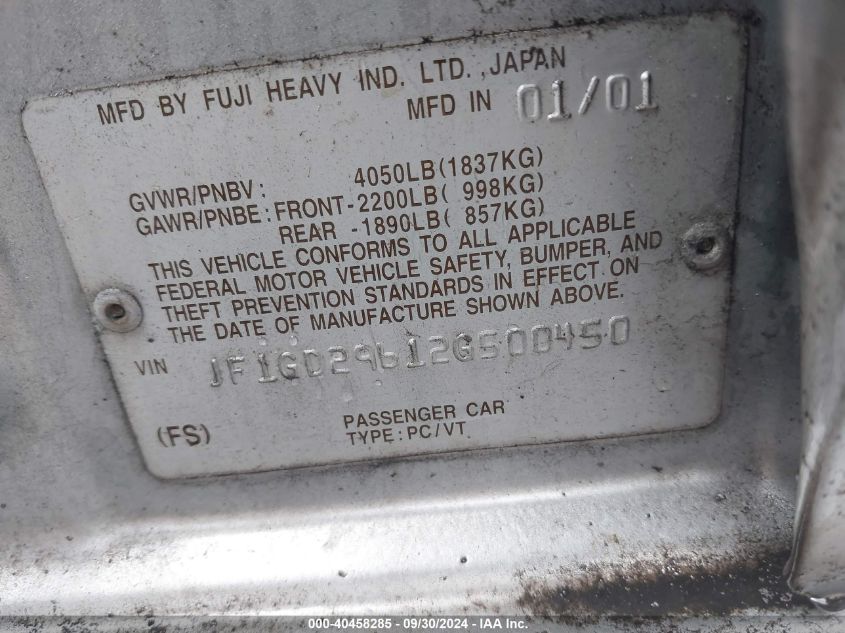 MFD BY FUJI HEAVY IND. LTD. ,JAPAN
MFD IN 01/01
GVWR/PNBV : 4050LB(1837KG)
GAWR/PNBE : FRONT-2200LB( 998KG)
REAR -1890LB( 857KG)
THIS VEHICLE CONFORMS TO ALL APPLICABLE
FEDERAL MOTOR VEHICLE SAFETY, BUMPER, AND
THEFT PREVENTION STANDARDS IN EFFECT ON
THE DATE OF MANUFACTURE SHOWN ABOVE.
VIN JF1GD29612G500450
(FS)
PASSENGER CAR
TYPE : PC/VT
000-40458285 - 09/30/2024 - IAA Inc.